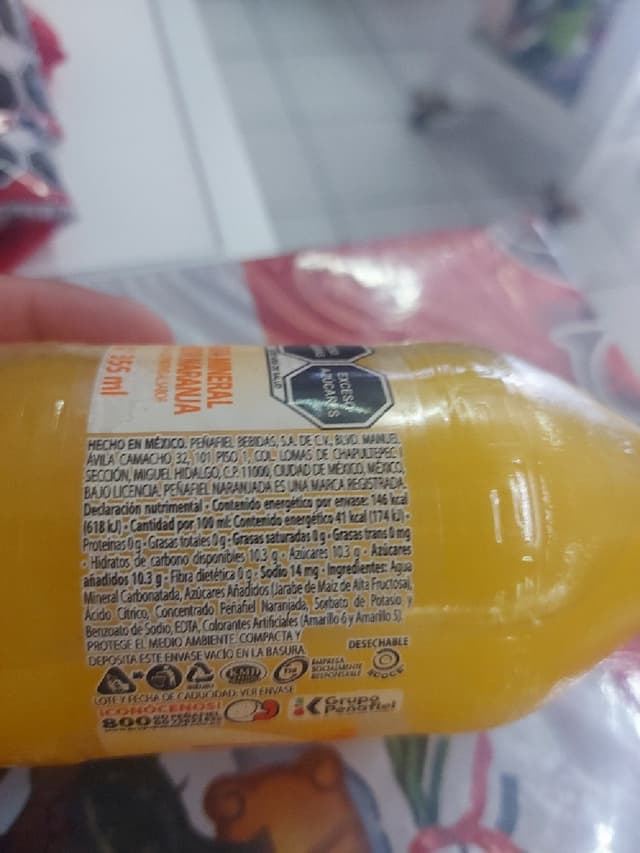 MINERAL
NARANJA
355 ml
EXCESO
AZÚCARES
HECHO EN MÉXICO. PEÑAFIEL BEBIDAS, S.A. DE C.V., BLVD. MANUEL
ÁVILA CAMACHO 32, 101 PISO 1, COL. LOMAS DE CHAPULTEPEC I
SECCIÓN, MIGUEL HIDALGO, C.P. 11000, CIUDAD DE MÉXICO, MÉXICO,
BAJO LICENCIA. PEÑAFIEL NARANJADA ES UNA MARCA REGISTRADA.
Declaración nutrimental • Contenido energético por envase: 146 kcal
(618 kJ) • Cantidad por 100 ml: Contenido energético 41 kcal (174 kJ) •
Proteínas 0 g • Grasas totales 0 g • Grasas saturadas 0 g • Grasas trans 0 mg
• Hidratos de carbono disponibles 10.3 g • Azúcares 10.3 g • Azúcares
añadidos 10.3 g • Fibra dietética 0 g • Sodio 14 mg • Ingredientes: Agua
Mineral Carbonatada, Azúcares Añadidos (Jarabe de Maíz de Alta Fructosa),
Ácido Cítrico, Concentrado Peñafiel Naranjada, Sorbato de Potasio y
Benzoato de Sodio, EDTA, Colorantes Artificiales (Amarillo 6 y Amarillo 5).
PROTEGE EL MEDIO AMBIENTE. COMPACTA Y
DEPOSITA ESTE ENVASE VACÍO EN LA BASURA.
DESECHABLE
EMPRESA
SOCIALMENTE
RESPONSABLE
LOTE Y FECHA DE CADUCIDAD: VER ENVASE
¡CONÓCENOS!
800
Grupo
Peñafiel